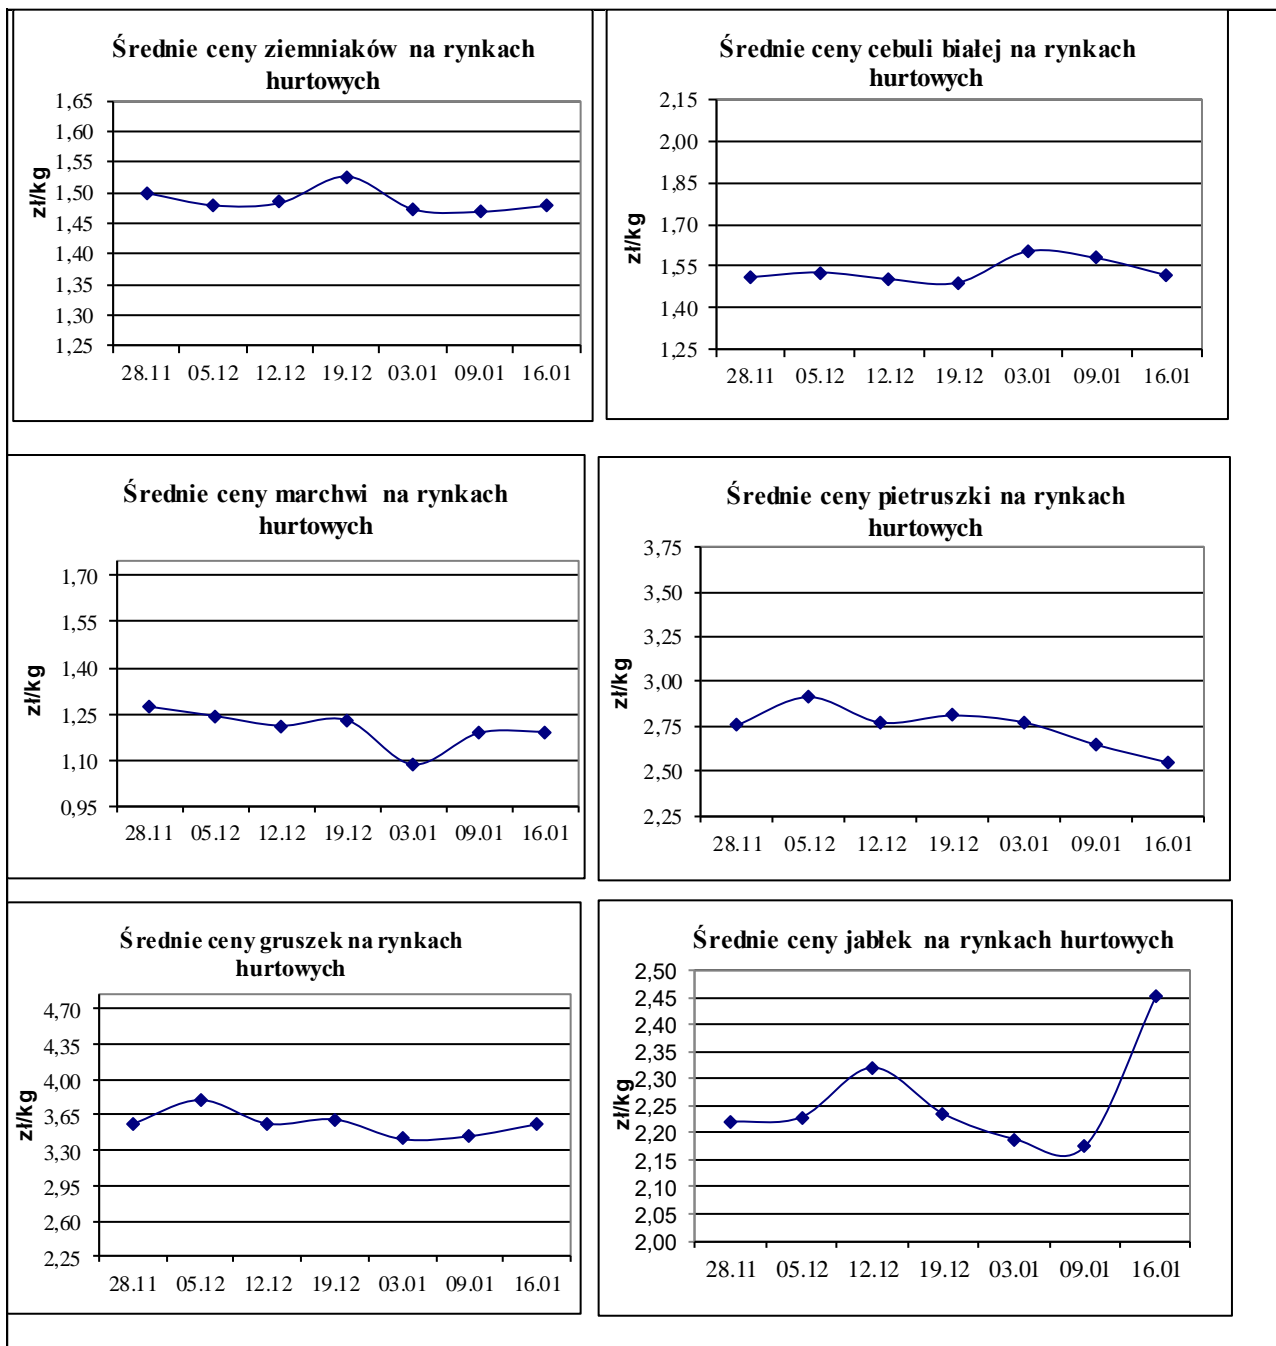 Średnie ceny ziemniaków na rynkach
hurtowych
zł/kg
1,65
1,60
1,55
1,50
1,45
1,40
1,35
1,30
1,25
28.11 05.12 12.12 19.12 03.01 09.01 16.01
Średnie ceny cebuli białej na rynkach
hurtowych
zł/kg
2,15
2,00
1,85
1,70
1,55
1,40
1,25
28.11 05.12 12.12 19.12 03.01 09.01 16.01
Średnie ceny marchwi na rynkach
hurtowych
zł/kg
1,70
1,55
1,40
1,25
1,10
0,95
28.11 05.12 12.12 19.12 03.01 09.01 16.01
Średnie ceny pietruszki na rynkach
hurtowych
zł/kg
3,75
3,50
3,25
3,00
2,75
2,50
2,25
28.11 05.12 12.12 19.12 03.01 09.01 16.01
Średnie ceny gruszek na rynkach
hurtowych
zł/kg
4,70
4,35
4,00
3,65
3,30
2,95
2,60
2,25
28.11 05.12 12.12 19.12 03.01 09.01 16.01
Średnie ceny jabłek na rynkach hurtowych
zł/kg
2,50
2,45
2,40
2,35
2,30
2,25
2,20
2,15
2,10
2,05
2,00
28.11 05.12 12.12 19.12 03.01 09.01 16.01